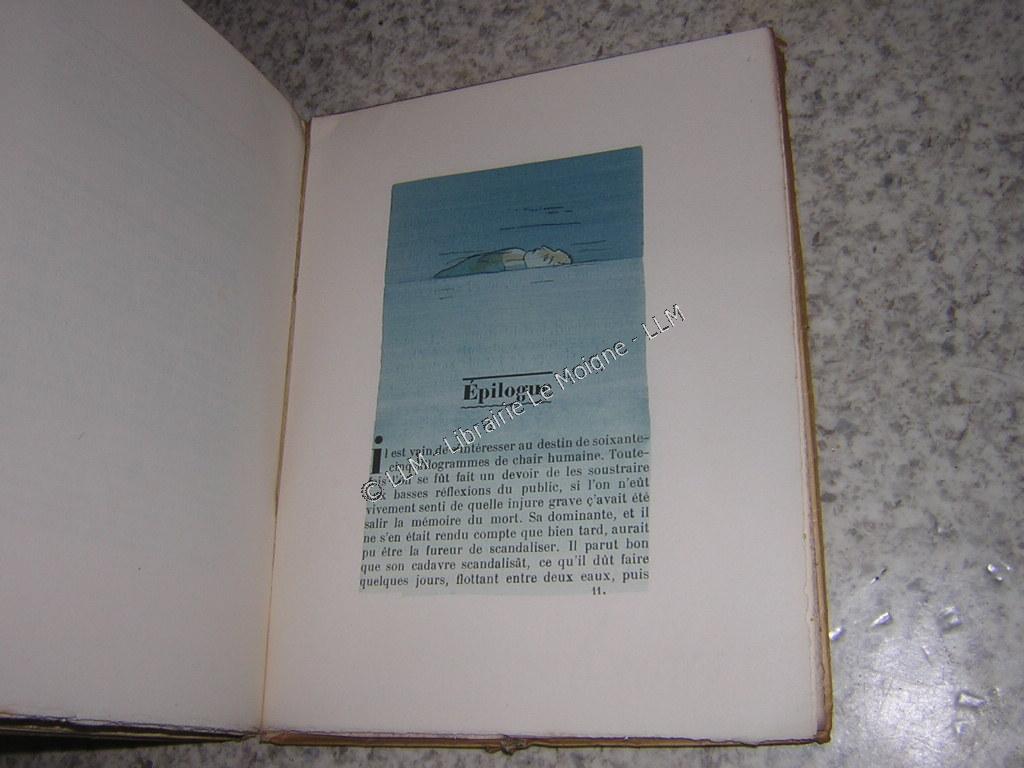 Épilogue
il est vain de s'intéresser au destin de soixante-
cinq kilogrammes de chair humaine. Toute-
se fût fait un devoir de les soustraire
basses réflexions du public, si l'on n'eût
vivement senti de quelle injure grave ç'avait été
salir la mémoire du mort. Sa dominante, et il
ne s'en était rendu compte que bien tard, aurait
pu être la fureur de scandaliser. Il parut bon
que son cadavre scandalisât, ce qu'il dût faire
quelques jours, flottant entre deux eaux, puis
11.
© LLM - Librairie Le Moigne - LLM